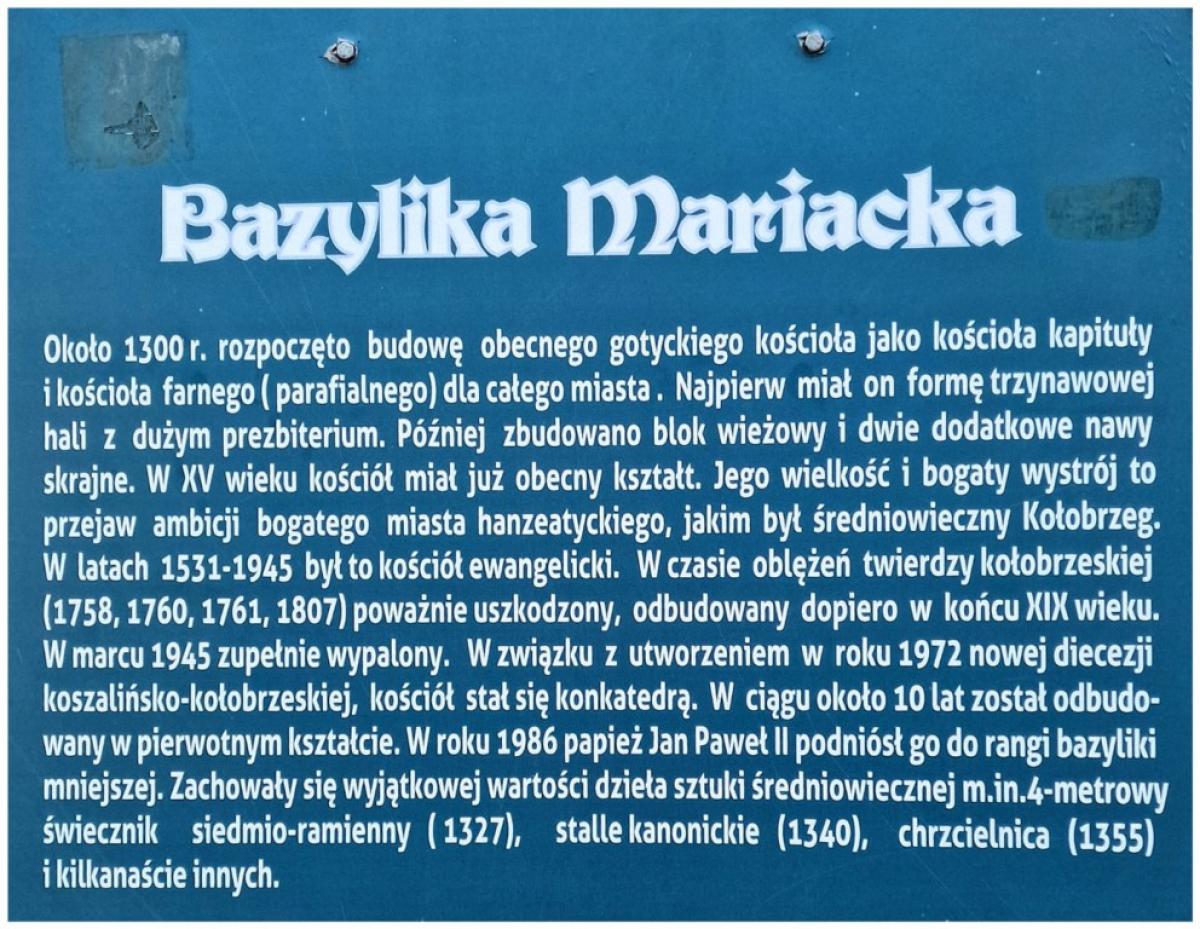 Bazylika Mariacka
Około 1300 r. rozpoczęto budowę obecnego gotyckiego kościoła jako kościoła kapituły
i kościoła farnego ( parafialnego) dla całego miasta . Najpierw miał on formę trzynawowej
hali z dużym prezbiterium. Później zbudowano blok wieżowy i dwie dodatkowe nawy
skrajne. W XV wieku kościół miał już obecny kształt. Jego wielkość i bogaty wystrój to
przejaw ambicji bogatego miasta hanzeatyckiego, jakim był średniowieczny Kołobrzeg.
W latach 1531-1945 był to kościół ewangelicki. W czasie oblężeń twierdzy kołobrzeskiej
(1758, 1760, 1761, 1807) poważnie uszkodzony, odbudowany dopiero w końcu XIX wieku.
W marcu 1945 zupełnie wypalony. W związku z utworzeniem w roku 1972 nowej diecezji
koszalińsko-kołobrzeskiej, kościół stał się konkatedrą. W ciągu około 10 lat został odbudo-
wany w pierwotnym kształcie. W roku 1986 papież Jan Paweł II podniósł go do rangi bazyliki
mniejszej. Zachowały się wyjątkowej wartości dzieła sztuki średniowiecznej m.in.4-metrowy
świecznik siedmio-ramienny ( 1327), stalle kanonickie (1340), chrzcielnica (1355)
i kilkanaście innych.